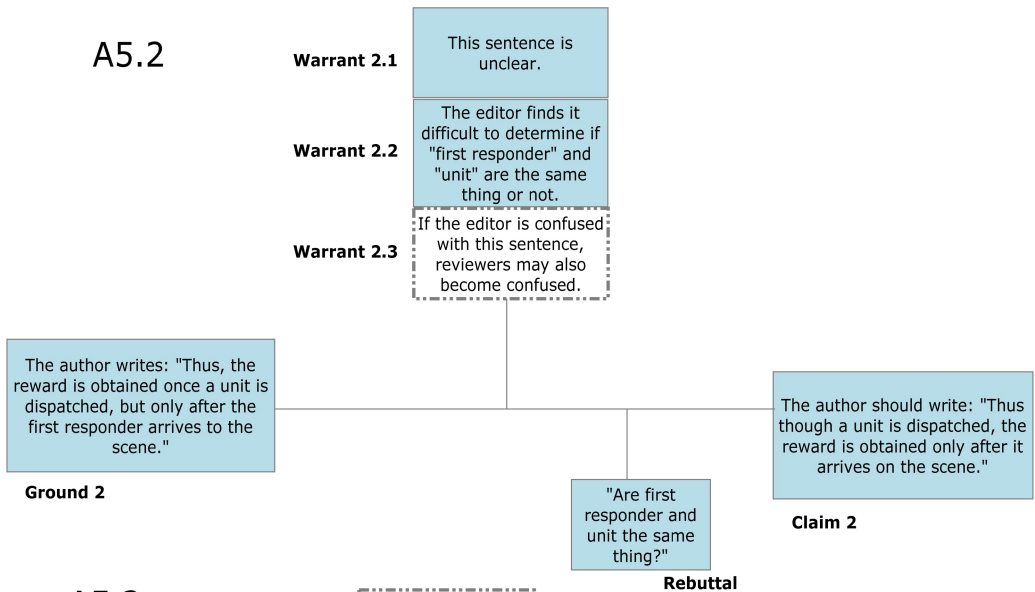 A5.2
Warrant 2.1
This sentence is
unclear.
Warrant 2.2
The editor finds it
difficult to determine if
"first responder" and
"unit" are the same
thing or not.
Warrant 2.3
If the editor is confused
with this sentence,
reviewers may also
become confused.
The author writes: "Thus, the
reward is obtained once a unit is
dispatched, but only after the
first responder arrives to the
scene."
Ground 2
The author should write: "Thus
though a unit is dispatched, the
reward is obtained only after it
arrives on the scene."
Claim 2
"Are first
responder and
unit the same
thing?"
Rebuttal